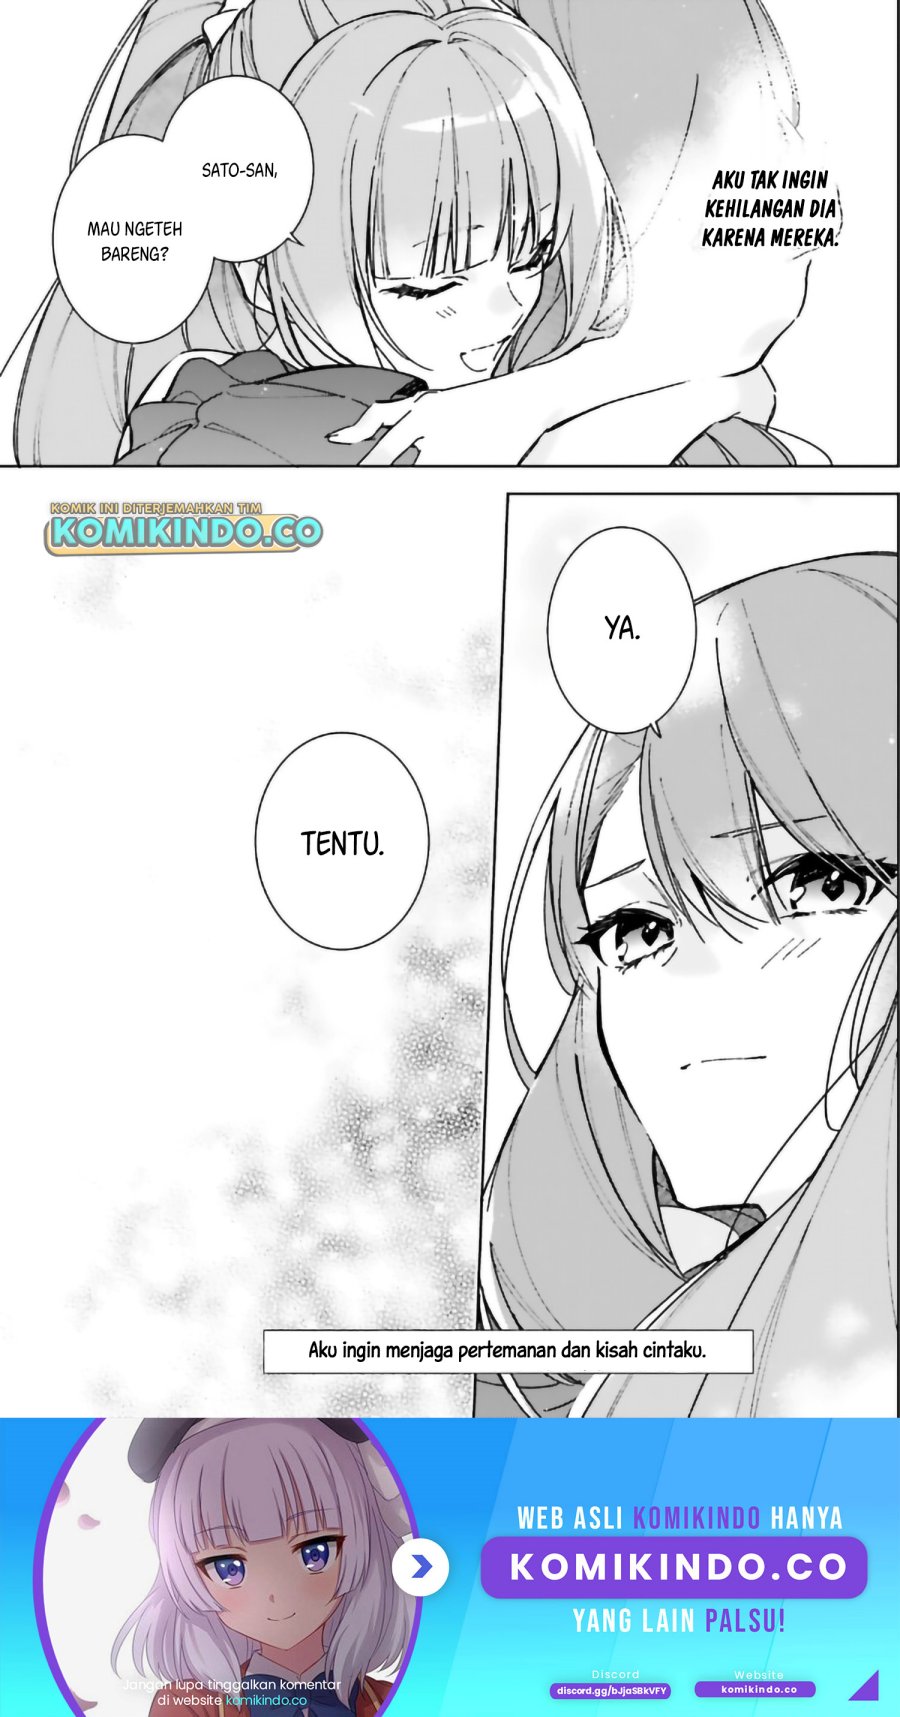 AKU TAK INGIN
KEHILANGAN DIA
KARENA MEREKA.
SATO-SAN,
MAU NGETEH
BARENG?
KOMIK INI DITERJEMAHKAN TIM
KOMIKINDO.CO
YA.
TENTU.
Aku ingin menjaga pertemanan dan kisah cintaku.
WEB ASLI KOMIKINDO HANYA
KOMIKINDO.CO
YANG LAIN PALSU!
Jangan lupa tinggalkan komentar
di website komikindo.co
Discord
discord.gg/bJjaSBkVFY
Website
komikindo.co